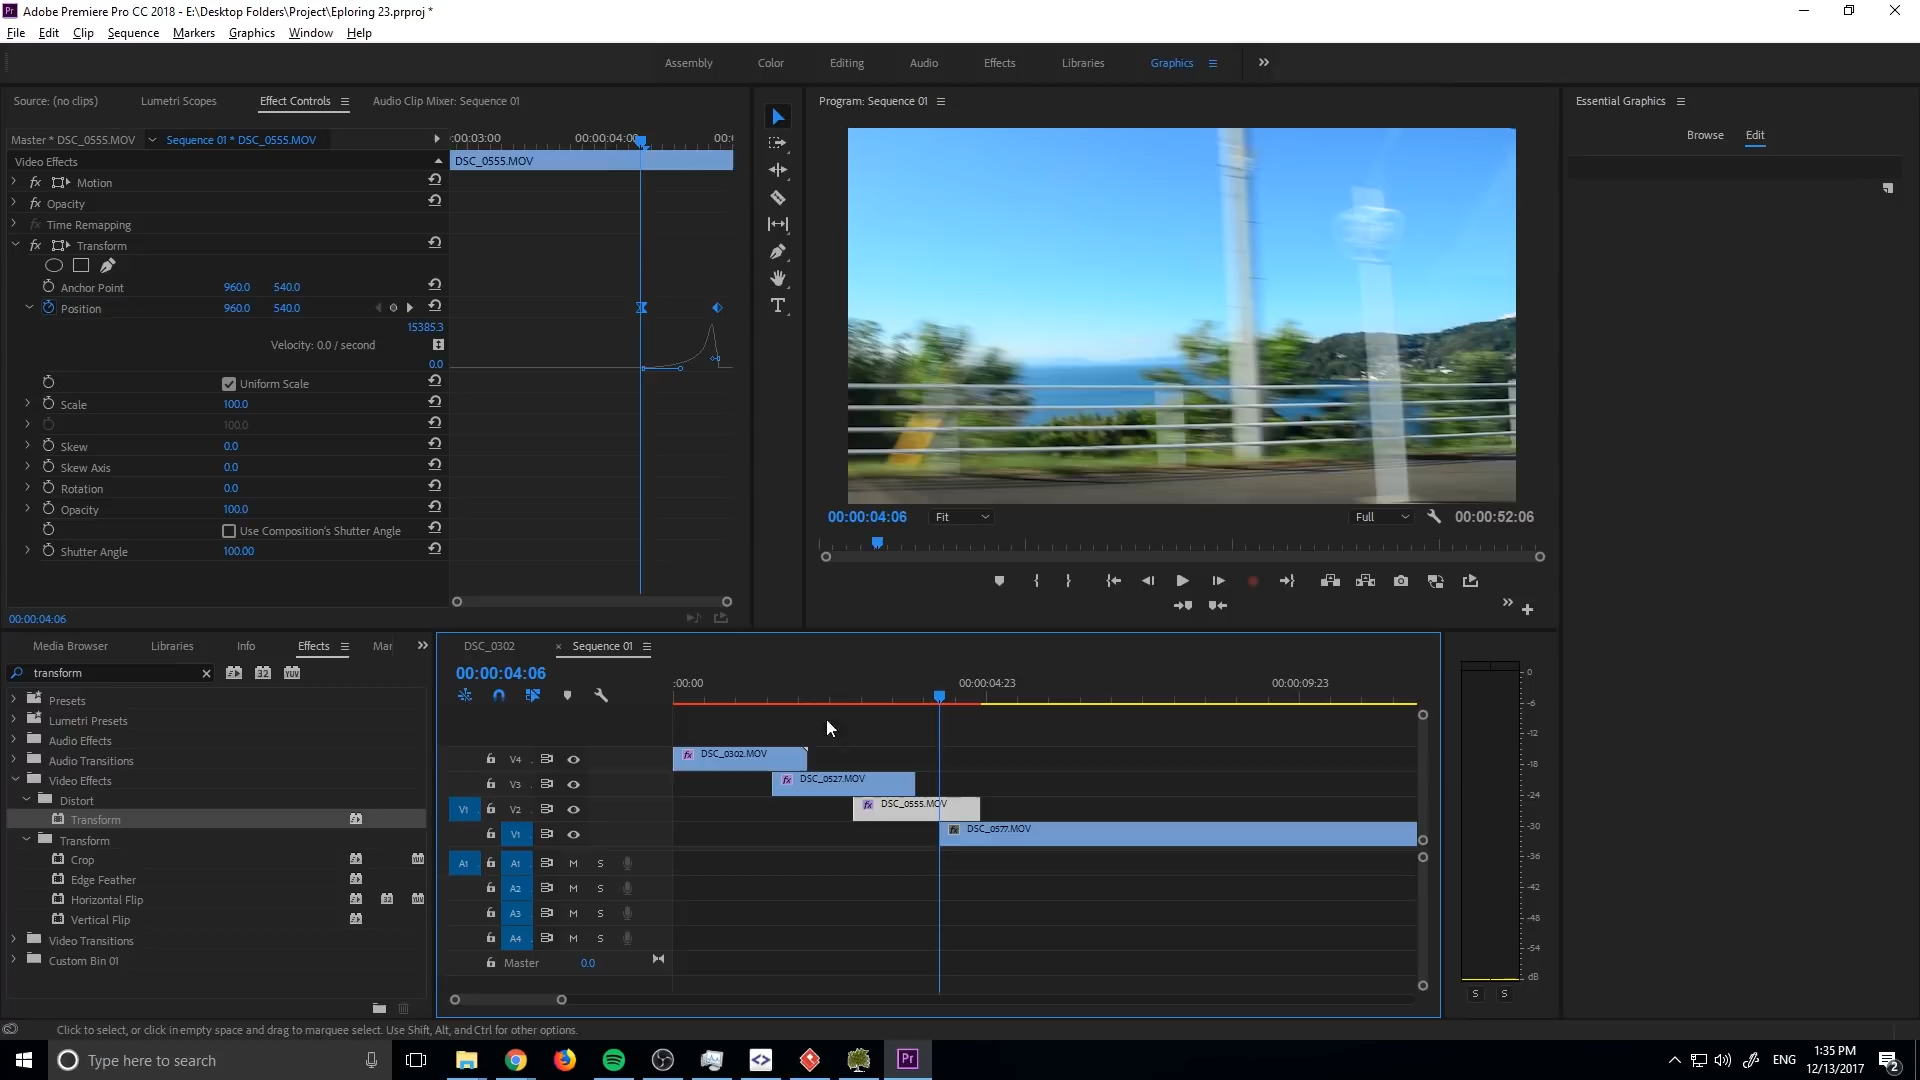 Adobe Premiere Pro CC 2018 - E:\Desktop Folders\Project\Eploring 23.prproj *
File Edit Clip Sequence Markers Graphics Window Help
Assembly Color Editing Audio Effects Libraries Graphics
Source: (no clips) Lumetri Scopes Effect Controls Audio Clip Mixer: Sequence 01
Master * DSC_0555.MOV Sequence 01 * DSC_0555.MOV
:00:03:00 00:00:04:00 00:
Video Effects
DSC_0555.MOV
fx Motion
fx Opacity
fx Time Remapping
fx Transform
Anchor Point 960.0 540.0
Position 960.0 540.0
15385.3
Velocity: 0.0 / second
0.0
Uniform Scale
Scale 100.0
100.0
Skew 0.0
Skew Axis 0.0
Rotation 0.0
Opacity 100.0
Use Composition's Shutter Angle
Shutter Angle 100.00
00:00:04:06
Program: Sequence 01
00:00:04:06 Fit Full 00:00:52:06
Essential Graphics
Browse Edit
Media Browser Libraries Info Effects Mar
transform
32 YUV
Presets
Lumetri Presets
Audio Effects
Audio Transitions
Video Effects
Distort
Transform
Transform
Crop
Edge Feather
Horizontal Flip
32
Vertical Flip
Video Transitions
Custom Bin 01
DSC_0302 × Sequence 01
00:00:04:06
:00:00 00:00:04:23 00:00:09:23
V4 fx DSC_0302.MOV
V3 fx DSC_0527.MOV
V1 V2 fx DSC_0555.MOV
V1 fx DSC_0577.MOV
A1 A1 M S
A2 M S
A3 M S
A4 M S
Master 0.0
0
-6
-12
-18
-24
-30
-36
-42
-48
-54
dB
S S
Click to select, or click in empty space and drag to marquee select. Use Shift, Alt, and Ctrl for other options.
Type here to search
Pr
ENG
1:35 PM
12/13/2017
2